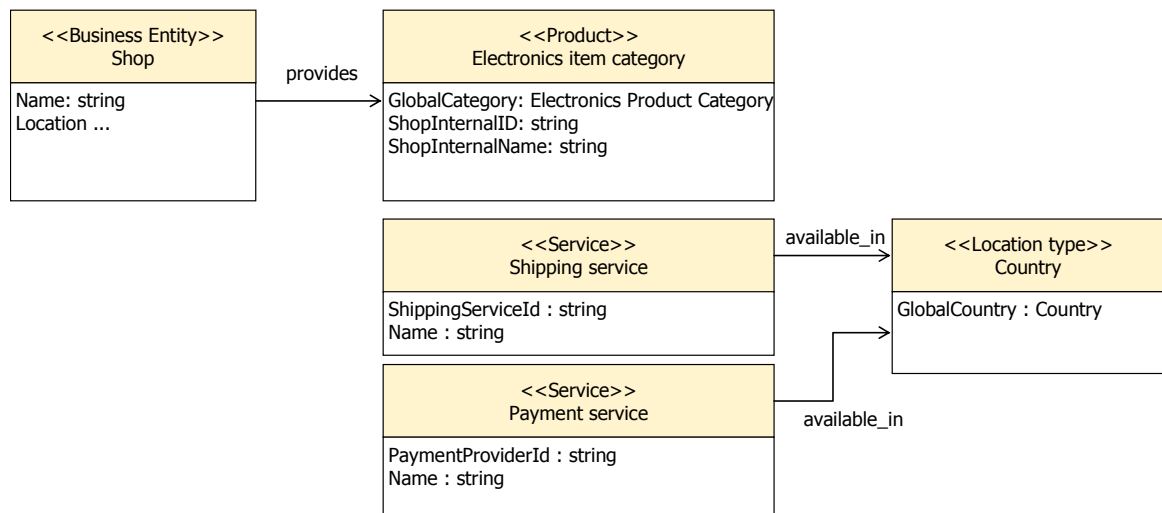 <<Business Entity>>
Shop
Name: string
Location ...
provides
<<Product>>
Electronics item category
GlobalCategory: Electronics Product Category
ShopInternalID: string
ShopInternalName: string
<<Service>>
Shipping service
ShippingServiceId : string
Name : string
available_in
<<Location type>>
Country
GlobalCountry : Country
<<Service>>
Payment service
PaymentProviderId : string
Name : string
available_in